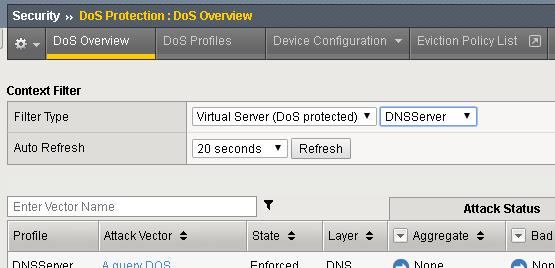 Security ›› DoS Protection : DoS Overview
DoS Overview DoS Profiles Device Configuration Eviction Policy List
Context Filter
Filter Type Virtual Server (DoS protected) DNSServer
Auto Refresh 20 seconds Refresh
Enter Vector Name Attack Status
Profile Attack Vector State Layer Aggregate Bad
DNSServer A query DOS Enforced DNS None Non